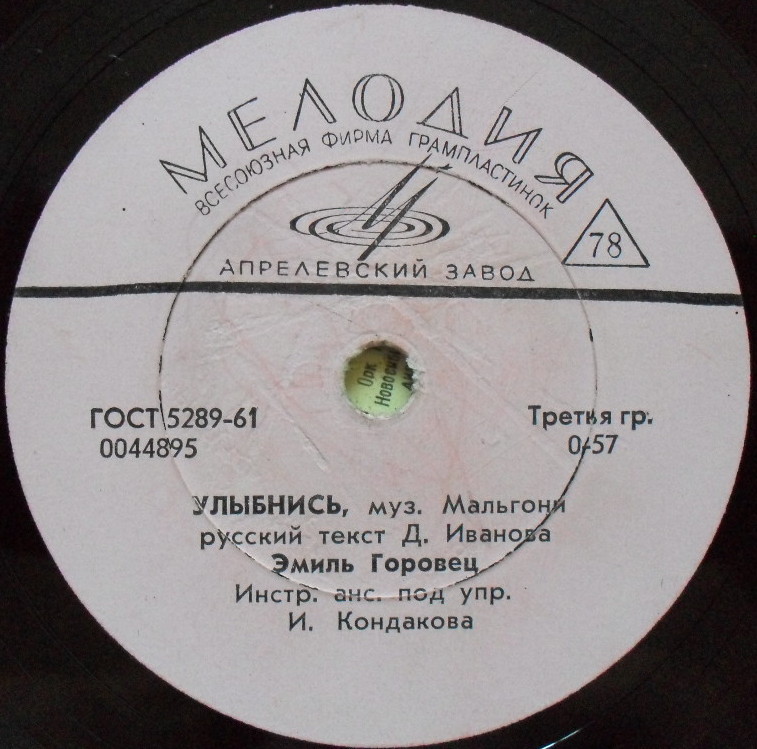 МЕЛОДИЯ
ВСЕСОЮЗНАЯ ФИРМА ГРАМПЛАСТИНОК
78
АПРЕЛЕВСКИЙ ЗАВОД
Орк
ГОСТ 5289-61
0044895
Третья гр.
0-57
УЛЫБНИСЬ, муз. Мальгони
русский текст Д. Иванова
Эмиль Горовец
Инстр. анс. под упр.
И. Кондакова